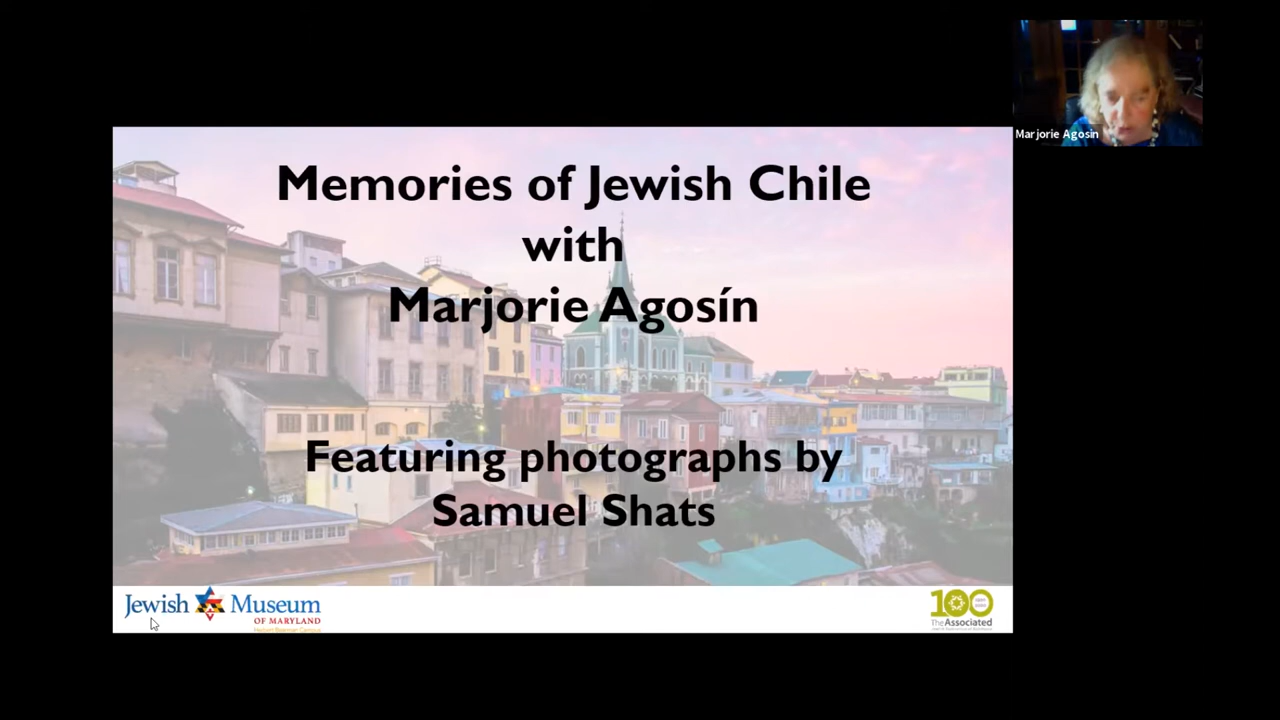 Memories of Jewish Chile
with
Marjorie Agosín
Featuring photographs by
Samuel Shats
Marjorie Agosin
Jewish Museum
OF MARYLAND
100
The Associated